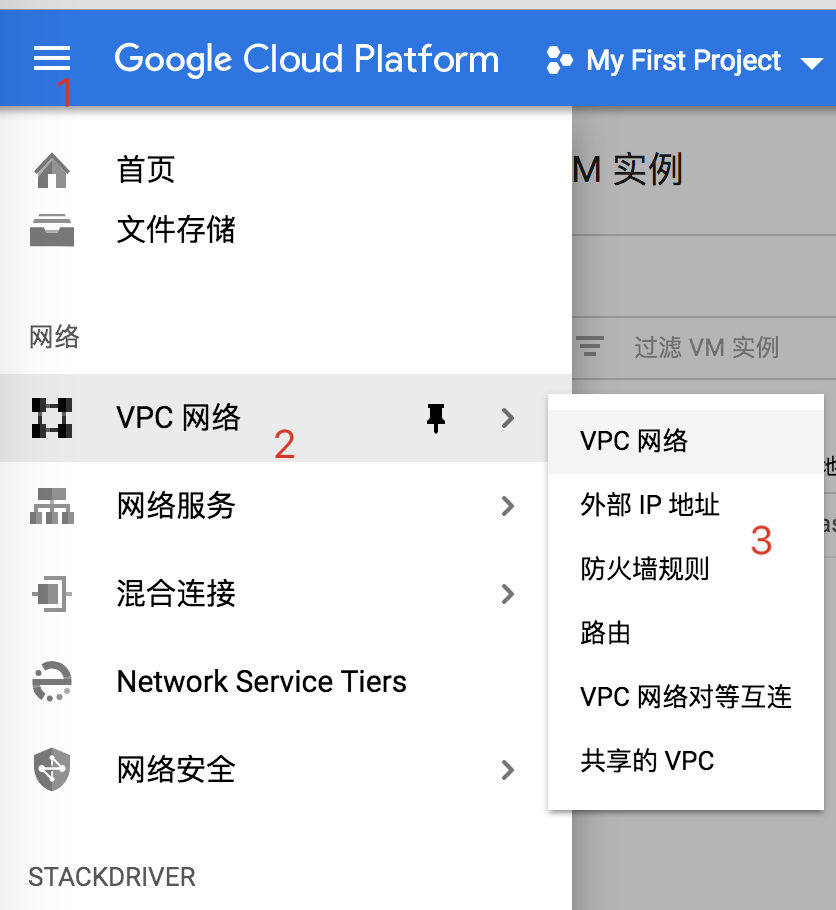 Google Cloud Platform
My First Project
1
首页
文件存储
网络
VPC 网络
2
网络服务
混合连接
Network Service Tiers
网络安全
STACKDRIVER
M 实例
过滤 VM 实例
VPC 网络
外部 IP 地址
3
防火墙规则
路由
VPC 网络对等互连
共享的 VPC
as